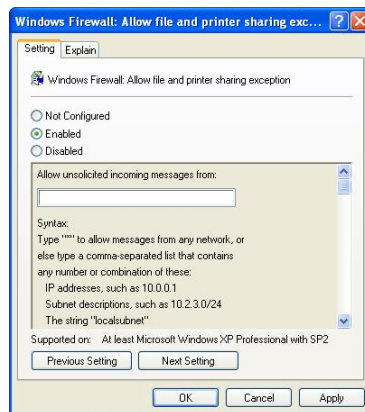 Windows Firewall: Allow file and printer sharing exc...
Setting
Explain
Windows Firewall: Allow file and printer sharing exception
Not Configured
Enabled
Disabled
Allow unsolicited incoming messages from:
Syntax:
Type "*" to allow messages from any network, or
else type a comma-separated list that contains
any number or combination of these:
IP addresses, such as 10.0.0.1
Subnet descriptions, such as 10.2.3.0/24
The string "localsubnet"
Supported on: At least Microsoft Windows XP Professional with SP2
Previous Setting
Next Setting
OK
Cancel
Apply